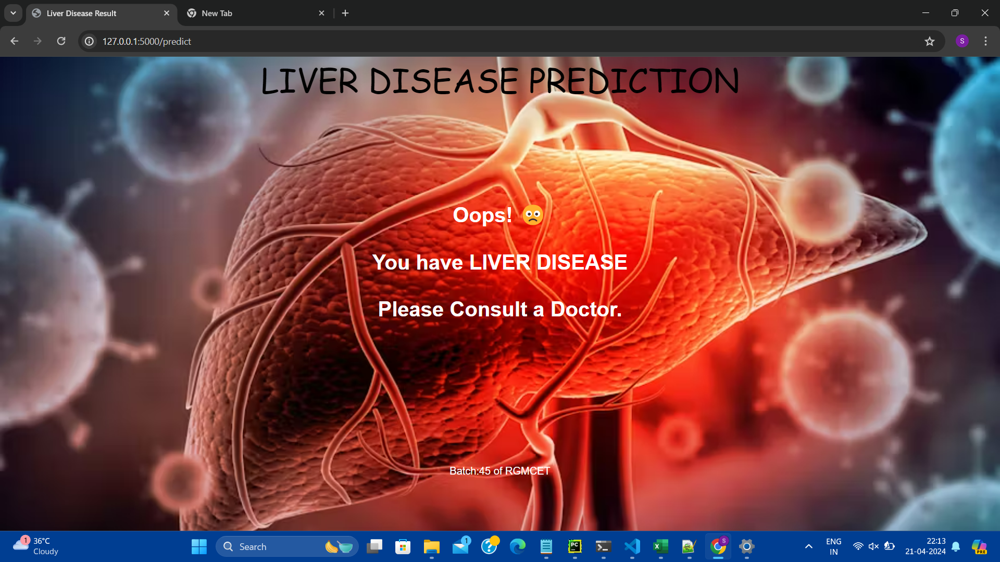 Liver Disease Result
New Tab
127.0.0.1:5000/predict
S
LIVER DISEASE PREDICTION
Oops! 🙁
You have LIVER DISEASE
Please Consult a Doctor.
Batch:45 of RGMCET
1
36°C
Cloudy
Search
1
?
PC
S
ENG
IN
22:13
21-04-2024
PRE